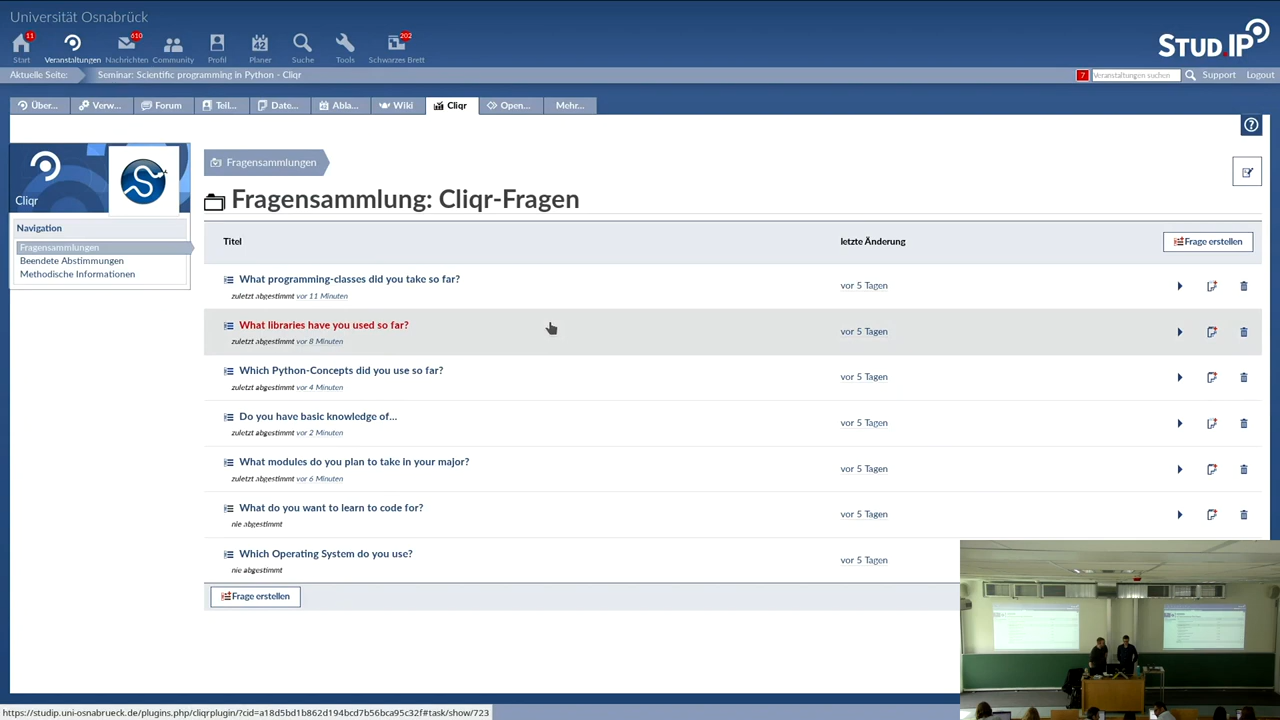 Universität Osnabrück
11
610
202
Start
Veranstaltungen
Nachrichten
Community
Profil
42
Planer
Suche
Tools
Schwarzes Brett
STUD.IP
Aktuelle Seite:
Seminar: Scientific programming in Python - Cliqr
7
Veranstaltungen suchen
Support
Logout
Über...
Verw...
Forum
Teil...
Date...
Abla...
Wiki
Cliqr
Open...
Mehr...
Cliqr
Fragensammlungen
Fragensammlung: Cliqr-Fragen
Navigation
Fragensammlungen
Beendete Abstimmungen
Methodische Informationen
Titel
letzte Änderung
Frage erstellen
What programming-classes did you take so far?
zuletzt abgestimmt vor 11 Minuten
vor 5 Tagen
What libraries have you used so far?
zuletzt abgestimmt vor 8 Minuten
vor 5 Tagen
Which Python-Concepts did you use so far?
zuletzt abgestimmt vor 4 Minuten
vor 5 Tagen
Do you have basic knowledge of...
zuletzt abgestimmt vor 2 Minuten
vor 5 Tagen
What modules do you plan to take in your major?
zuletzt abgestimmt vor 6 Minuten
vor 5 Tagen
What do you want to learn to code for?
nie abgestimmt
vor 5 Tagen
Which Operating System do you use?
nie abgestimmt
vor 5 Tagen
Frage erstellen
https://studip.uni-osnabrueck.de/plugins.php/cliqrplugin/?cid=a18d5bd1b862d194bcd7b56bca95c32f#task/show/723